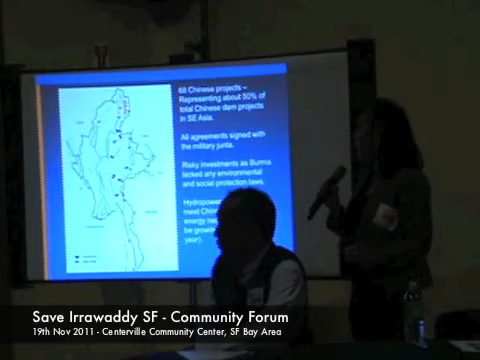 68 Chinese projects –
Representing about 50% of
total Chinese dam projects
in SE Asia.
All agreements signed with
the military junta.
Risky investments as Burma
lacked any environmental
and social protection laws.
Hydropower
meet Chin
energy ne
be grow
year).
Save Irrawaddy SF - Community Forum
19th Nov 2011 - Centerville Community Center, SF Bay Area